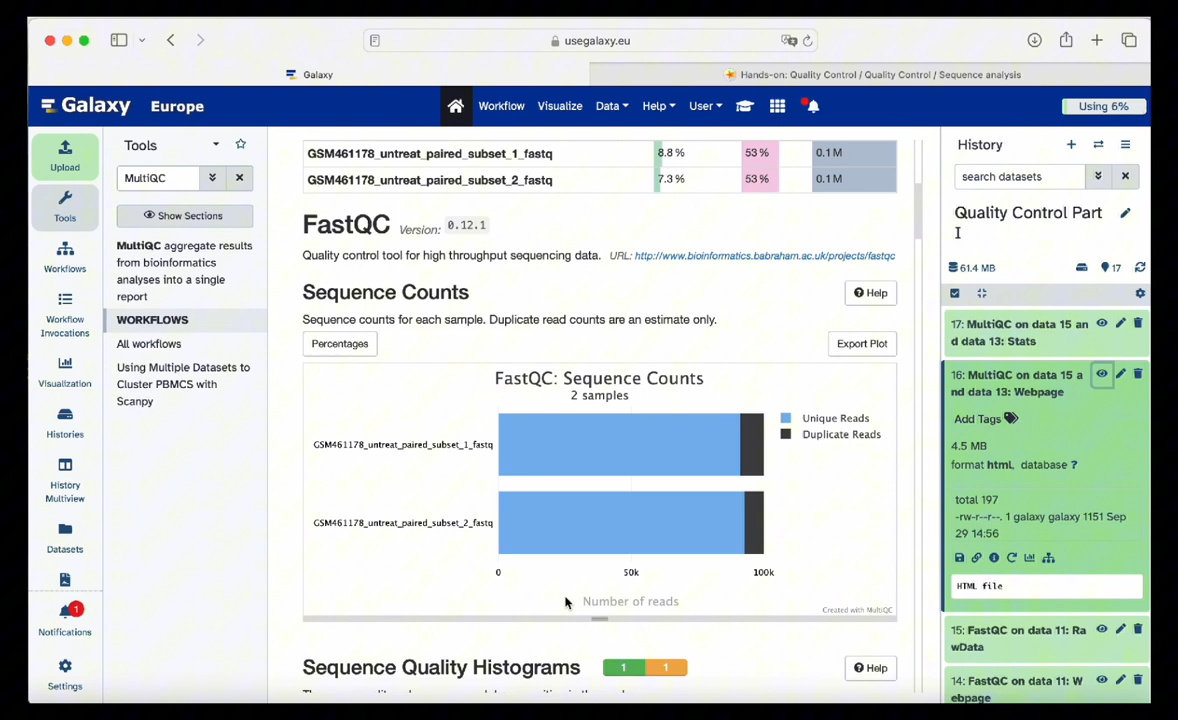 usegalaxy.eu
Galaxy
Hands-on: Quality Control / Quality Control / Sequence analysis
Galaxy Europe
Workflow Visualize Data Help User
Using 6%
Upload
Tools
Workflows
Workflow
Invocations
Visualization
Histories
History
Multiview
Datasets
1
Notifications
Settings
Tools
MultiQC
Show Sections
MultiQC aggregate results
from bioinformatics
analyses into a single
report
WORKFLOWS
All workflows
Using Multiple Datasets to
Cluster PBMCS with
Scanpy
GSM461178_untreat_paired_subset_1_fastq 8.8 % 53 % 0.1 M
GSM461178_untreat_paired_subset_2_fastq 7.3 % 53 % 0.1 M
FastQC Version: 0.12.1
Quality control tool for high throughput sequencing data. URL: http://www.bioinformatics.babraham.ac.uk/projects/fastqc
Sequence Counts
Help
Sequence counts for each sample. Duplicate read counts are an estimate only.
Percentages
Export Plot
FastQC: Sequence Counts
2 samples
Unique Reads
Duplicate Reads
GSM461178_untreat_paired_subset_1_fastq
GSM461178_untreat_paired_subset_2_fastq
0 50k 100k
Number of reads
Created with MultiQC
Sequence Quality Histograms 1 1
Help
History
search datasets
Quality Control Part
I
61.4 MB
17
17: MultiQC on data 15 an
d data 13: Stats
16: MultiQC on data 15 a
nd data 13: Webpage
Add Tags
4.5 MB
format html, database ?
total 197
-rw-r--r--. 1 galaxy galaxy 1151 Sep
29 14:56
HTML file
15: FastQC on data 11: Ra
wData
14: FastQC on data 11: W
ebpage